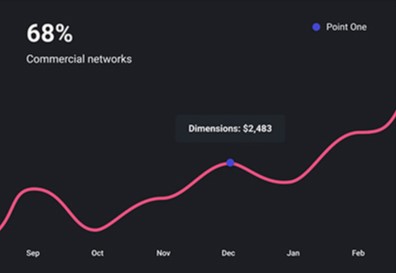 68%
Point One
Commercial networks
Dimensions: $2,483
Sep Oct Nov Dec Jan Feb